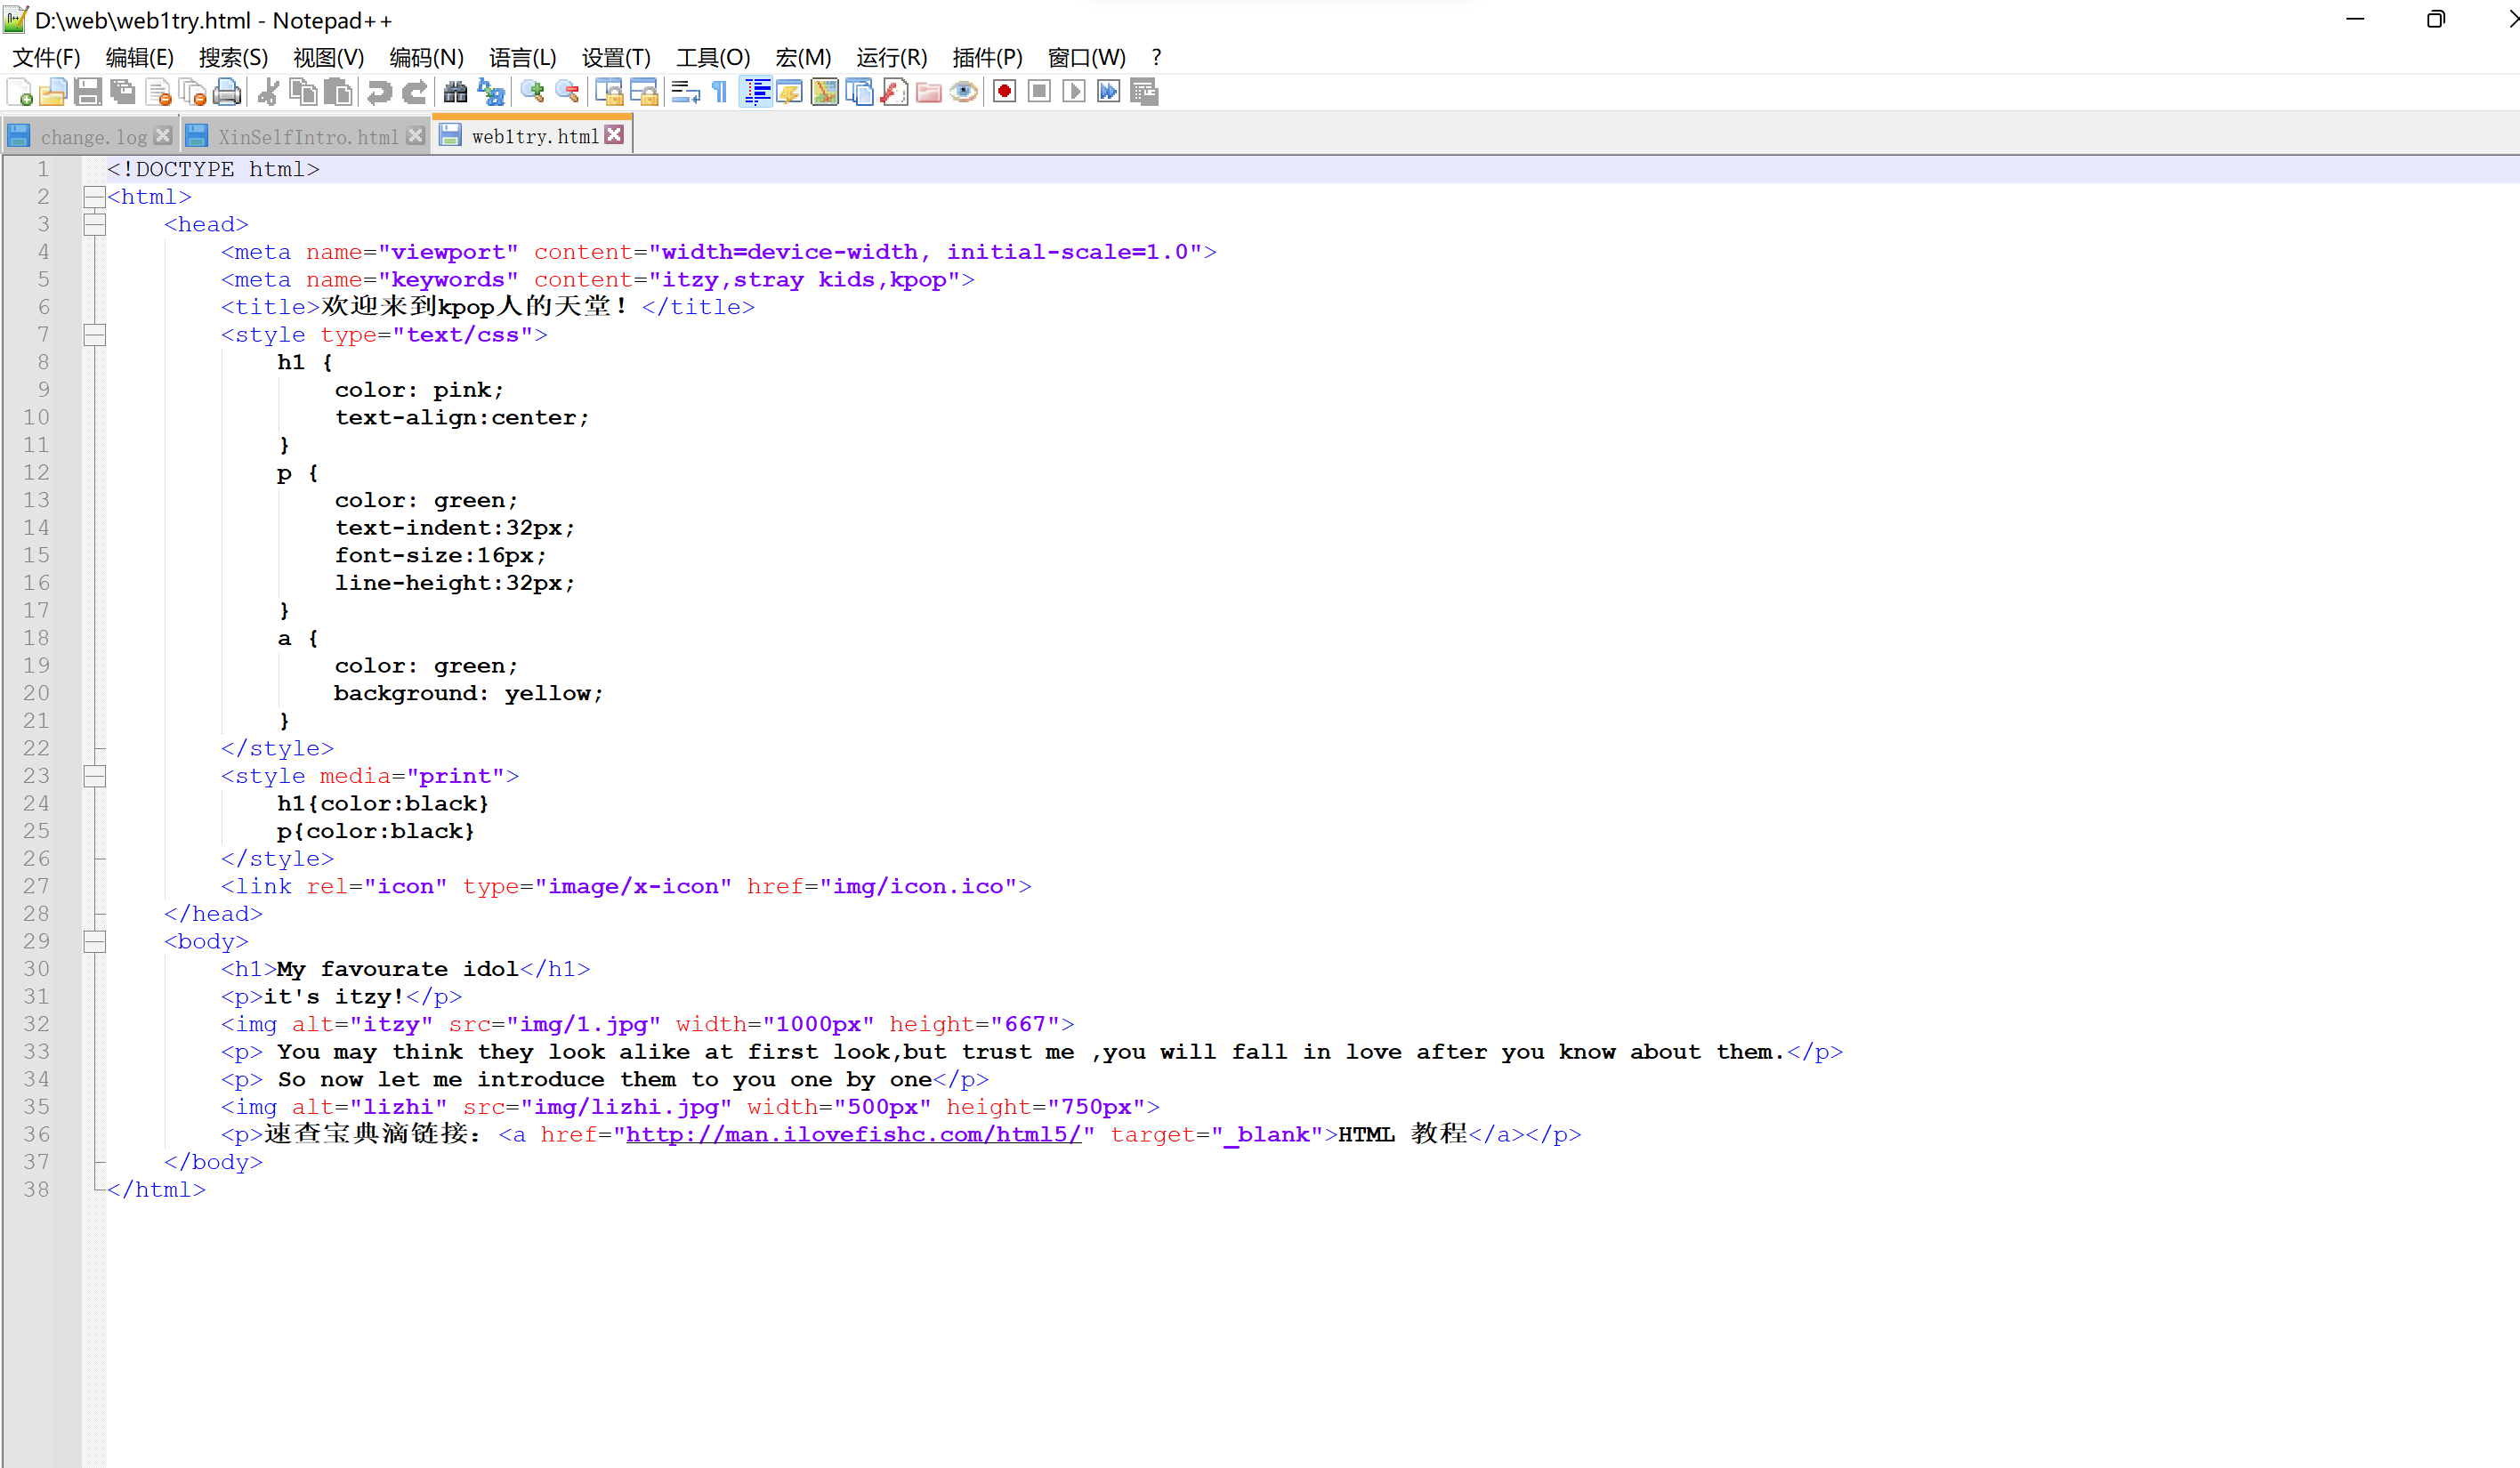 D:\web\web1try.html - Notepad++
文件(F) 编辑(E) 搜索(S) 视图(V) 编码(N) 语言(L) 设置(T) 工具(O) 宏(M) 运行(R) 插件(P) 窗口(W) ?
change.log XinSelfIntro.html web1try.html
1 <!DOCTYPE html>
2 <html>
3 <head>
4 <meta name="viewport" content="width=device-width, initial-scale=1.0">
5 <meta name="keywords" content="itzy,stray kids,kpop">
6 <title>欢迎来到kpop人的天堂！</title>
7 <style type="text/css">
8 h1 {
9 color: pink;
10 text-align:center;
11 }
12 p {
13 color: green;
14 text-indent:32px;
15 font-size:16px;
16 line-height:32px;
17 }
18 a {
19 color: green;
20 background: yellow;
21 }
22 </style>
23 <style media="print">
24 h1{color:black}
25 p{color:black}
26 </style>
27 <link rel="icon" type="image/x-icon" href="img/icon.ico">
28 </head>
29 <body>
30 <h1>My favourate idol</h1>
31 <p>it's itzy!</p>
32 <img alt="itzy" src="img/1.jpg" width="1000px" height="667">
33 <p> You may think they look alike at first look,but trust me ,you will fall in love after you know about them.</p>
34 <p> So now let me introduce them to you one by one</p>
35 <img alt="lizhi" src="img/lizhi.jpg" width="500px" height="750px">
36 <p>速查宝典滴链接：<a href="http://man.ilovefishc.com/html5/" target="_blank">HTML 教程</a></p>
37 </body>
38 </html>